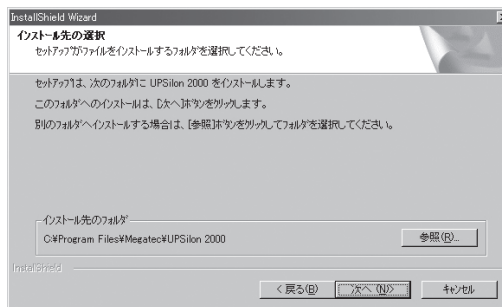 InstallShield Wizard
インストール先の選択
セットアップがファイルをインストールするフォルダを選択してください。
セットアップは、次のフォルダに UPSilon 2000 をインストールします。
このフォルダへのインストールは、[次へ]ボタンをクリックします。
別のフォルダへインストールする場合は、[参照]ボタンをクリックしてフォルダを選択してください。
インストール先のフォルダ
C:¥Program Files¥Megatec¥UPSilon 2000
参照(R)...
InstallShield
< 戻る(B)
次へ (N)>
キャンセル